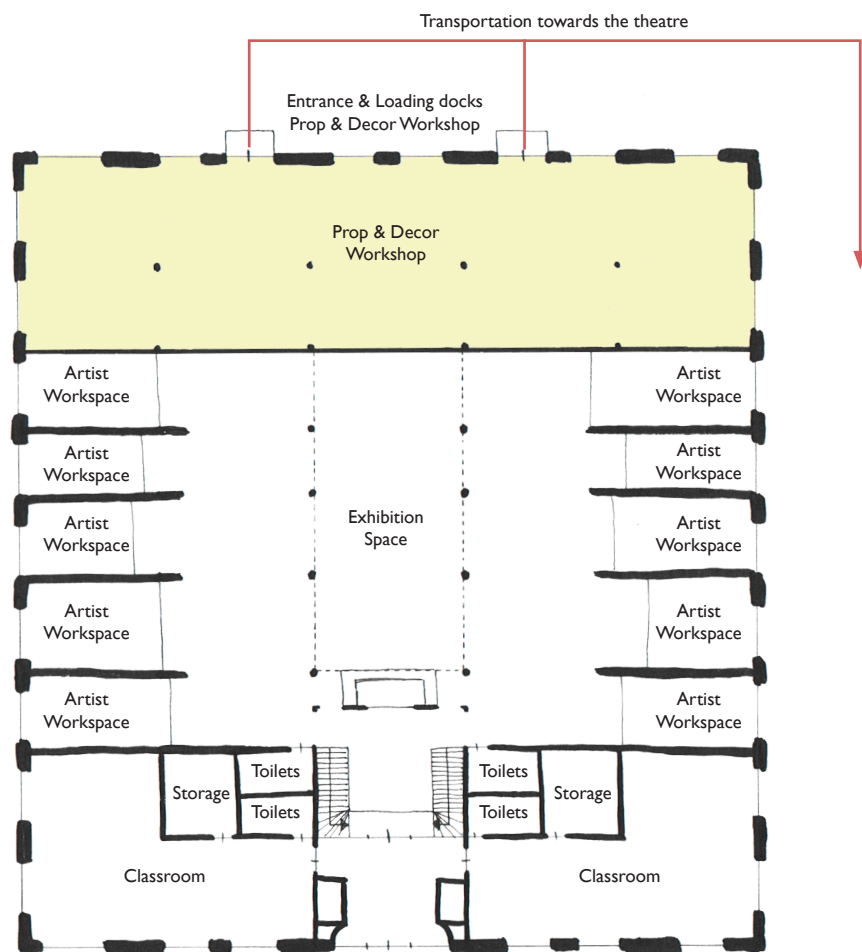 Transportation towards the theatre
Entrance & Loading docks
Prop & Decor Workshop
Prop & Decor
Workshop
Artist
Workspace
Artist
Workspace
Artist
Workspace
Artist
Workspace
Exhibition
Space
Artist
Workspace
Artist
Workspace
Artist
Workspace
Artist
Workspace
Artist
Workspace
Artist
Workspace
Storage
Toilets
Toilets
Toilets
Toilets
Storage
Classroom
Classroom